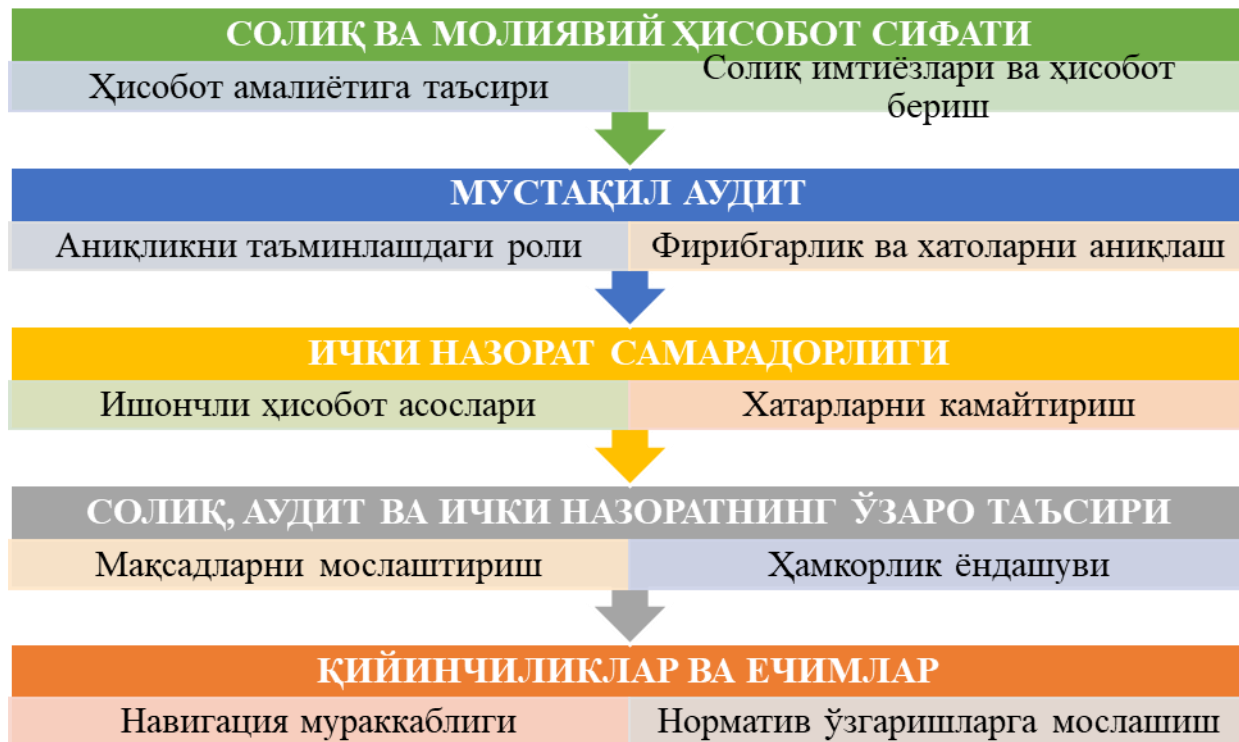 СОЛИҚ ВА МОЛИЯВИЙ ҲИСОБОТ СИФАТИ
Ҳисобот амалиётига таъсири
Солиқ имтиёзлари ва ҳисобот
бериш
МУСТАҚИЛ АУДИТ
Аниқликни таъминлашдаги роли
Фирибгарлик ва хатоларни аниқлаш
ИЧКИ НАЗОРАТ САМАРАДОРЛИГИ
Ишончли ҳисобот асослари
Хатарларни камайтириш
СОЛИҚ, АУДИТ ВА ИЧКИ НАЗОРАТНИНГ ЎЗАРО ТАЪСИРИ
Мақсадларни мослаштириш
Ҳамкорлик ёндашуви
ҚИЙИНЧИЛИКЛАР ВА ЕЧИМЛАР
Навигация мураккаблиги
Норматив ўзгаришларга мослашиш